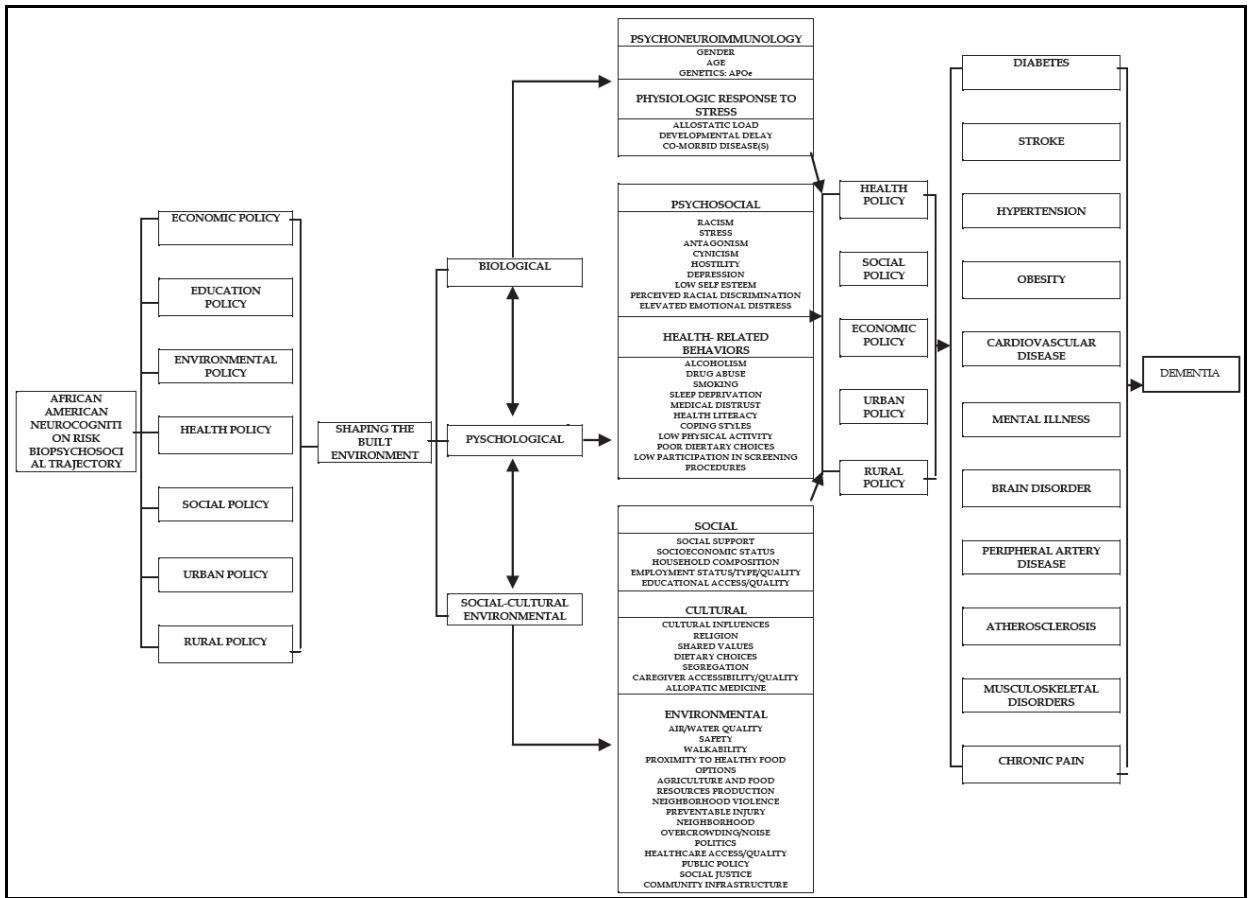 AFRICAN
AMERICAN
NEUROCOGNITI
ON RISK
BIOPSYCHOSOCI
AL TRAJECTORY
ECONOMIC POLICY
EDUCATION
POLICY
ENVIRONMENTAL
POLICY
HEALTH POLICY
SOCIAL POLICY
URBAN POLICY
RURAL POLICY
SHAPING THE
BUILT
ENVIRONMENT
BIOLOGICAL
PYSCHOLOGICAL
SOCIAL-CULTURAL
ENVIRONMENTAL
PSYCHONEUROIMMUNOLOGY
GENDER
AGE
GENETICS: APOe
PHYSIOLOGIC RESPONSE TO
STRESS
ALLOSTATIC LOAD
DEVELOPMENTAL DELAY
CO-MORBID DISEASE(S)
PSYCHOSOCIAL
RACISM
STRESS
ANTAGONISM
CYNICISM
HOSTILITY
DEPRESSION
LOW SELF ESTEEM
PERCEIVED RACIAL DISCRIMINATION
ELEVATED EMOTIONAL DISTRESS
HEALTH- RELATED
BEHAVIORS
ALCOHOLISM
DRUG ABUSE
SMOKING
SLEEP DEPRIVATION
MEDICAL DISTRUST
HEALTH LITERACY
COPING STYLES
LOW PHYSICAL ACTIVITY
POOR DIERTARY CHOICES
LOW PARTICIPATION IN SCREENING
PROCEDURES
SOCIAL
SOCIAL SUPPORT
SOCIOECONOMIC STATUS
HOUSEHOLD COMPOSITION
EMPLOYMENT STATUS/TYPE/QUALITY
EDUCATIONAL ACCESS/QUALITY
CULTURAL
CULTURAL INFLUENCES
RELIGION
SHARED VALUES
DIETARY CHOICES
SEGREGATION
CAREGIVER ACCESSIBILITY/QUALITY
ALLOPATIC MEDICINE
ENVIRONMENTAL
AIR/WATER QUALITY
SAFETY
WALKABILITY
PROXIMITY TO HEALTHY FOOD
OPTIONS
AGRICULTURE AND FOOD
RESOURCES PRODUCTION
NEIGHBORHOOD VIOLENCE
PREVENTABLE INJURY
NEIGHBORHOOD
OVERCROWDING/NOISE
POLITICS
HEALTHCARE ACCESS/QUALITY
PUBLIC POLICY
SOCIAL JUSTICE
COMMUNITY INFRASTRUCTURE
HEALTH
POLICY
SOCIAL
POLICY
ECONOMIC
POLICY
URBAN
POLICY
RURAL
POLICY
DIABETES
STROKE
HYPERTENSION
OBESITY
CARDIOVASCULAR
DISEASE
MENTAL ILLNESS
BRAIN DISORDER
PERIPHERAL ARTERY
DISEASE
ATHEROSCLEROSIS
MUSCULOSKELETAL
DISORDERS
CHRONIC PAIN
DEMENTIA